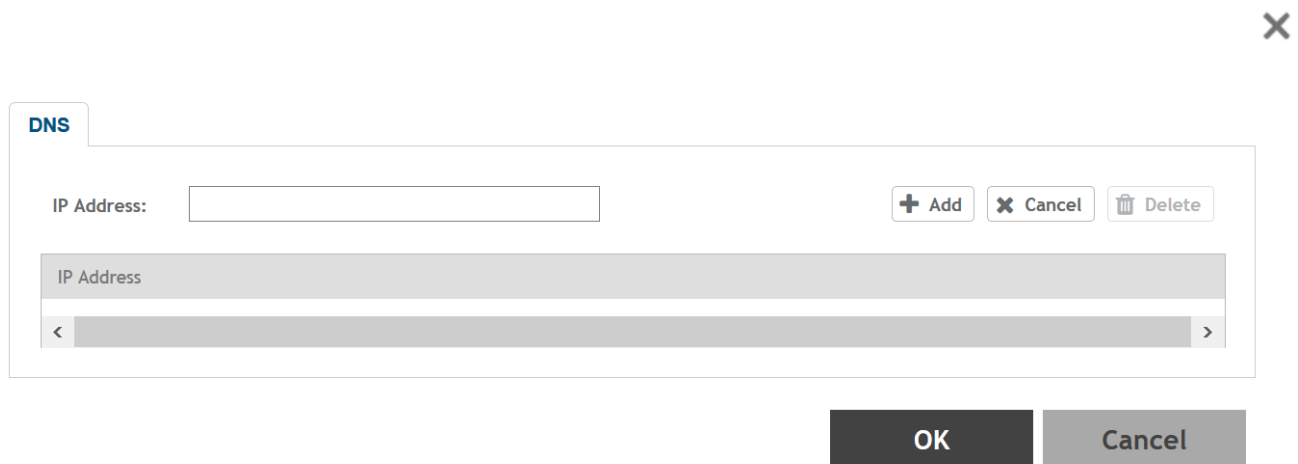 DNS
IP Address: Add Cancel Delete
IP Address
OK Cancel